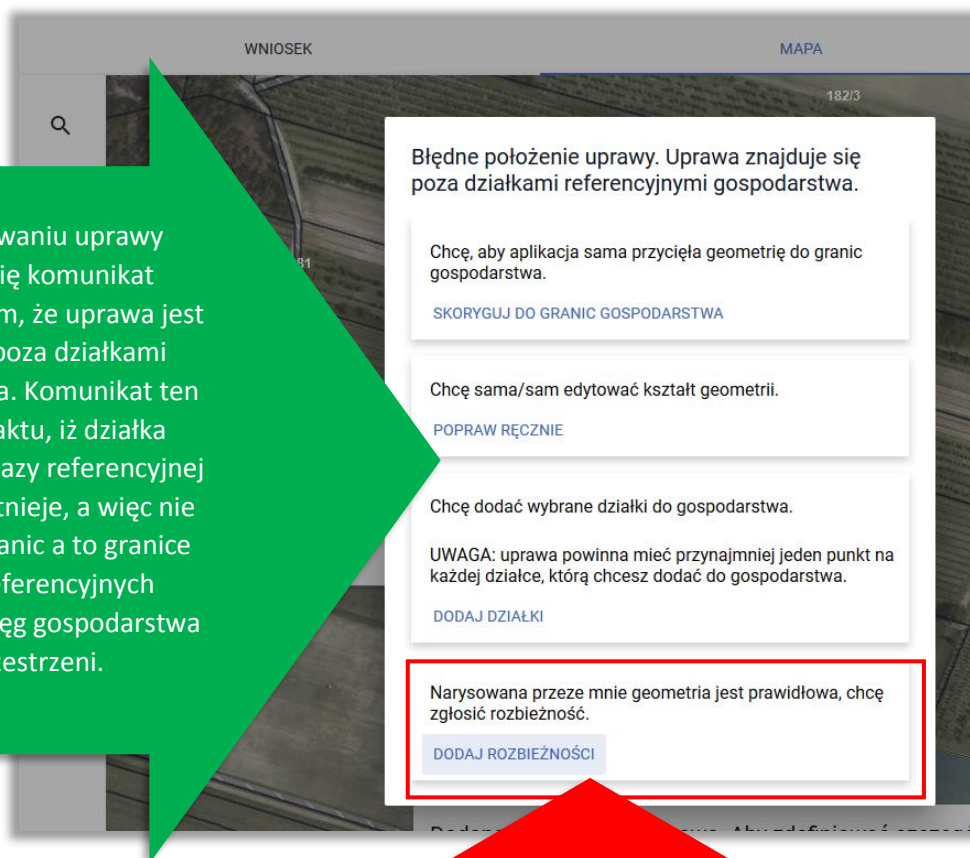 WNIOSEK
MAPA
182/3
81
waniu uprawy
ię komunikat
m, że uprawa jest
poza działkami
a. Komunikat ten
aktu, iż działka
azy referencyjnej
tnieje, a więc nie
anic a to granice
eferencyjnych
ęg gospodarstwa
estrzeni.
Błędne położenie uprawy. Uprawa znajduje się
poza działkami referencyjnymi gospodarstwa.
Chcę, aby aplikacja sama przycięła geometrię do granic
gospodarstwa.
SKORYGUJ DO GRANIC GOSPODARSTWA
Chcę sama/sam edytować kształt geometrii.
POPRAW RĘCZNIE
Chcę dodać wybrane działki do gospodarstwa.
UWAGA: uprawa powinna mieć przynajmniej jeden punkt na
każdej działce, którą chcesz dodać do gospodarstwa.
DODAJ DZIAŁKI
Narysowana przeze mnie geometria jest prawidłowa, chcę
zgłosić rozbieżność.
DODAJ ROZBIEŻNOŚCI